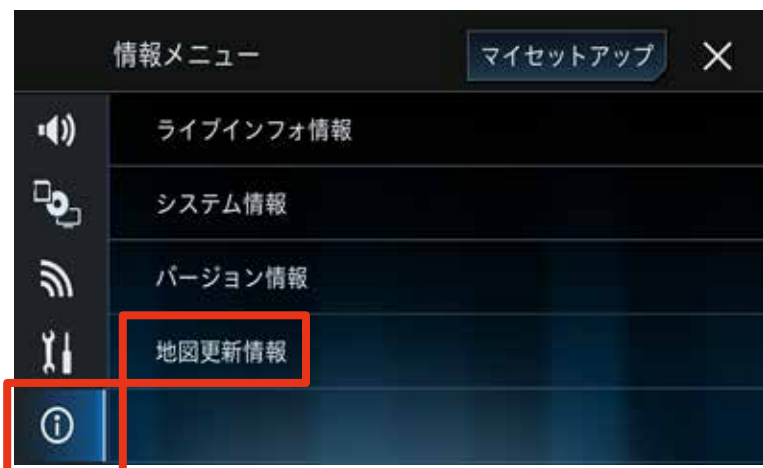 情報メニュー
マイセットアップ
ライブインフォ情報
システム情報
バージョン情報
地図更新情報